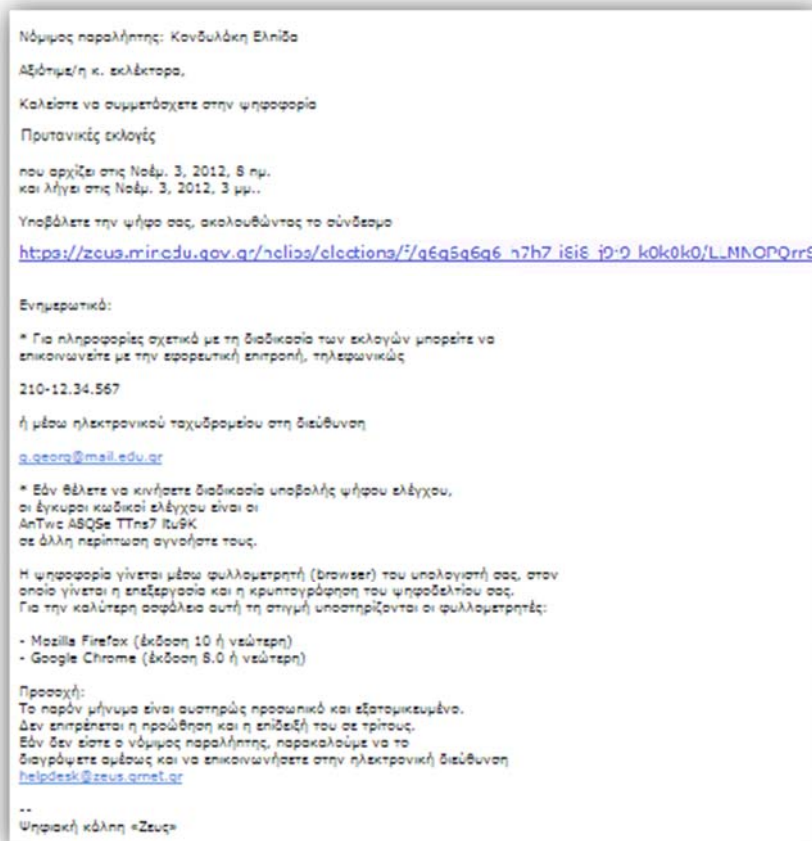 Νόμιμος παραλήπτης: Κονδυλάκη Ελπίδα
Αξιότιμε/η κ. εκλέκτορα,
Καλείστε να συμμετάσχετε στην ψηφοφορία
Πρυτανικές εκλογές
που αρχίζει στις Νοέμ. 3, 2012, 8 πμ.
και λήγει στις Νοέμ. 3, 2012, 3 μμ..
Υποβάλετε την ψήφο σας, ακολουθώντας το σύνδεσμο
Ενημερωτικά:
* Για πληροφορίες σχετικά με τη διαδικασία των εκλογών μπορείτε να
επικοινωνείτε με την εφορευτική επιτροπή, τηλεφωνικώς
210-12.34.567
ή μέσω ηλεκτρονικού ταχυδρομείου στη διεύθυνση
g.georg@mail.edu.gr
* Εάν θέλετε να κινήσετε διαδικασία υποβολής ψήφου ελέγχου,
οι έγκυροι κωδικοί ελέγχου είναι οι
TTns7
σε άλλη περίπτωση αγνοήστε τους.
Η ψηφοφορία γίνεται μέσω φυλλομετρητή (browser) του υπολογιστή σας, στον
οποίο γίνεται η επεξεργασία και η κρυπτογράφηση του ψηφοδελτίου σας.
Για την καλύτερη ασφάλεια αυτή τη στιγμή υποστηρίζονται οι φυλλομετρητές:
- Mozilla Firefox (έκδοση 10 ή νεώτερη)
- Google Chrome (έκδοση 8.0 ή νεώτερη)
Προσοχή:
Το παρόν μήνυμα είναι αυστηρώς προσωπικό και εξατομικευμένο.
Δεν επιτρέπεται η προώθηση και η επίδειξή του σε τρίτους.
Εάν δεν είστε ο νόμιμος παραλήπτης, παρακαλούμε να το
διαγράψετε αμέσως και να επικοινωνήσετε στην ηλεκτρονική διεύθυνση
helpdesk@zeus.grnet.gr
--
Ψηφιακή κάλπη «Ζευς»